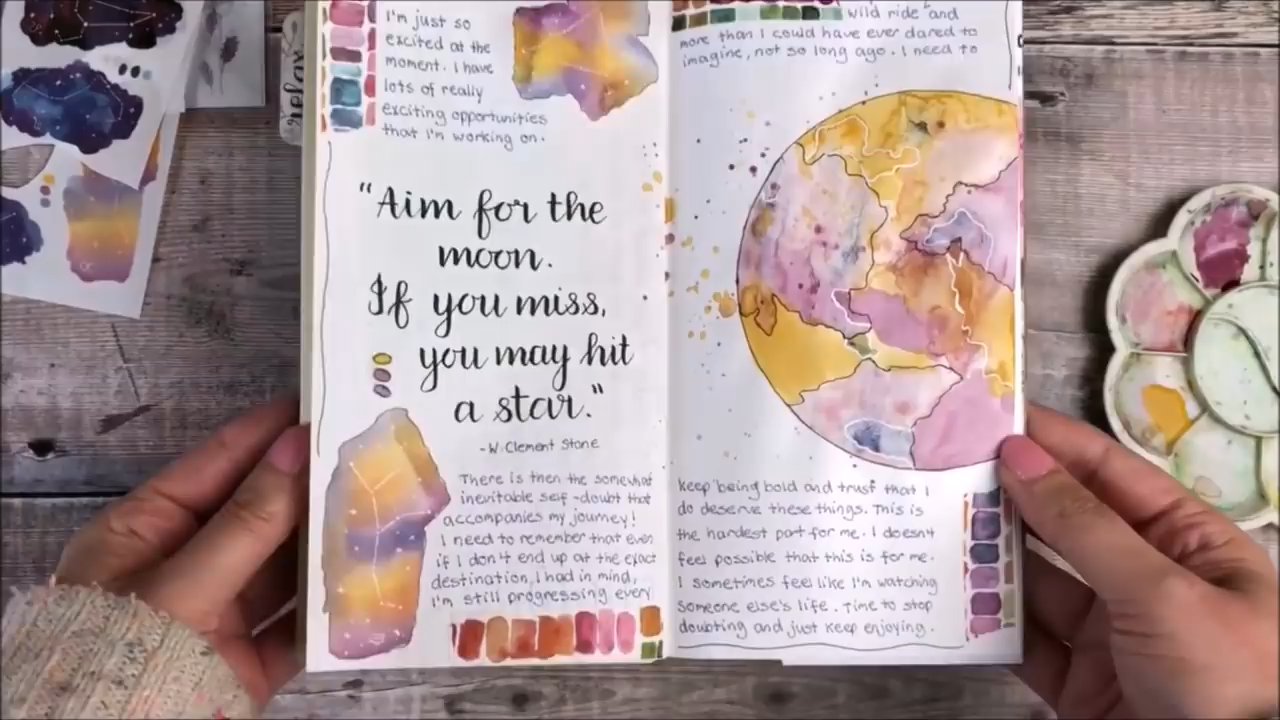 relax
I'm just so
excited at the
moment. I have
lots of really
exciting opportunities
that I'm working on.
"Aim for the
moon.
If you miss,
you may hit
a star."
-W. Clement Stone
There is then the somewhat
inevitable self-doubt that
accompanies my journey!
I need to remember that even
if I don't end up at the exact
destination, I had in mind,
I'm still progressing every
wild ride and
more than I could have ever dared to
imagine, not so long ago. I need to
keep being bold and trust that I
do deserve these things. This is
the hardest part for me. I doesn't
feel possible that this is for me.
I sometimes feel like I'm watching
someone else's life. Time to stop
doubting and just keep enjoying.